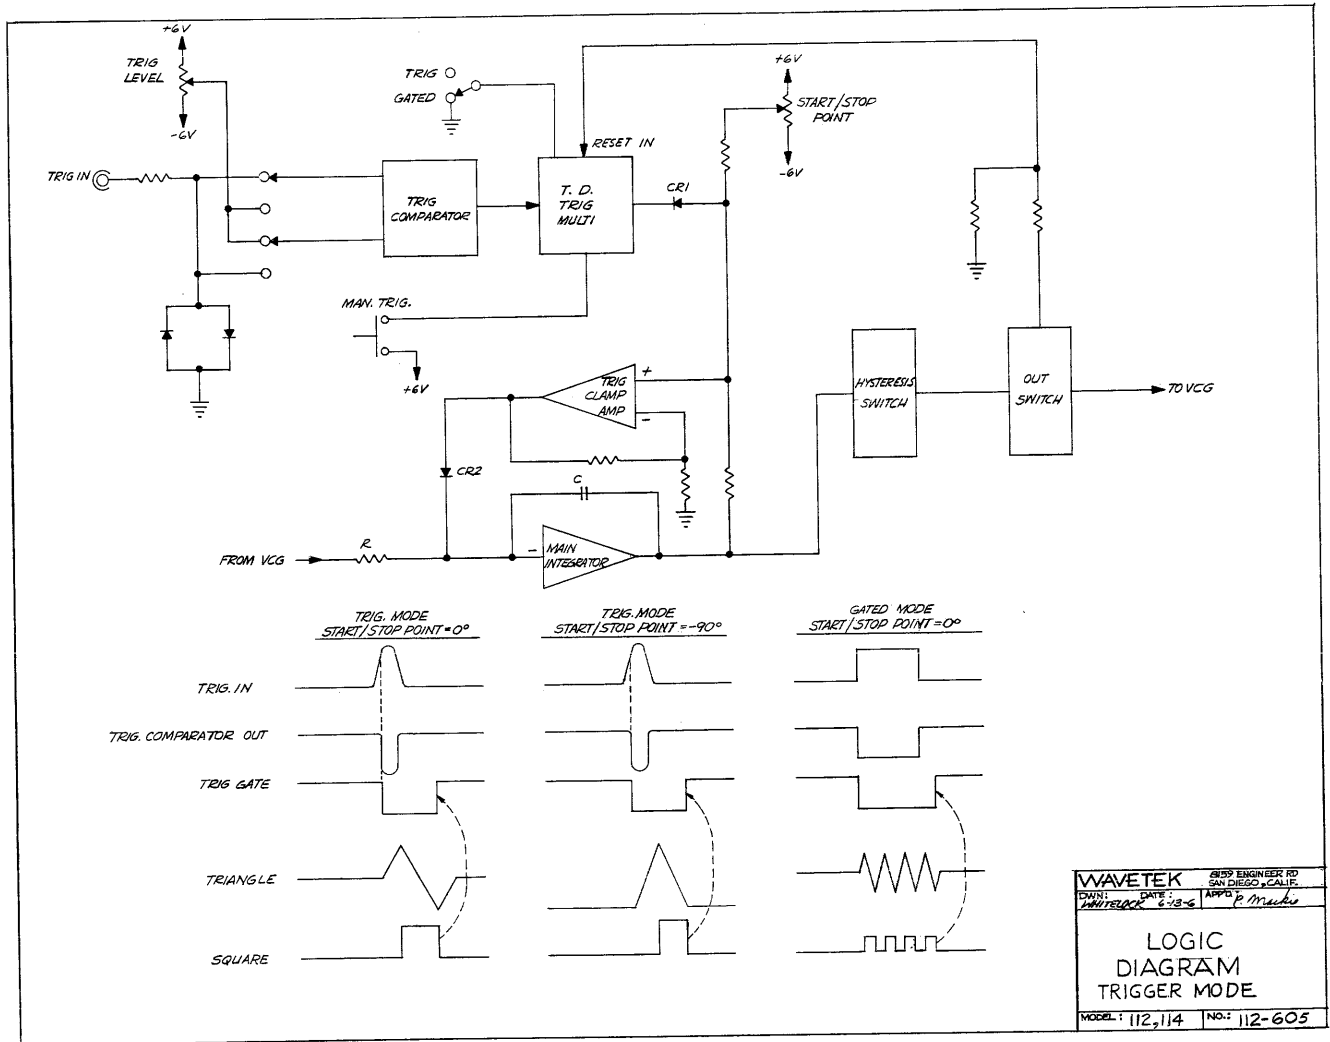 +6V
TRIG
LEVEL
-6V
TRIG IN
TRIG
GATED
TRIG
COMPARATOR
RESET IN
T. D.
TRIG
MULTI
CR1
+6V
START/STOP
POINT
-6V
MAN. TRIG.
+6V
TRIG
CLAMP
AMP
+
-
CR2
C
HYSTERESIS
SWITCH
OUT
SWITCH
TO VCG
FROM VCG
R
-
MAIN
INTEGRATOR
TRIG. MODE
START/STOP POINT=0°
TRIG. MODE
START/STOP POINT=-90°
GATED MODE
START/STOP POINT=0°
TRIG. IN
TRIG. COMPARATOR OUT
TRIG GATE
TRIANGLE
SQUARE
WAVETEK
8159 ENGINEER RD
SAN DIEGO, CALIF.
DWN: WHITELOCK
DATE: 6-13-6
APP'D:
LOGIC
DIAGRAM
TRIGGER MODE
MODEL: 112,114
NO.: 112-605